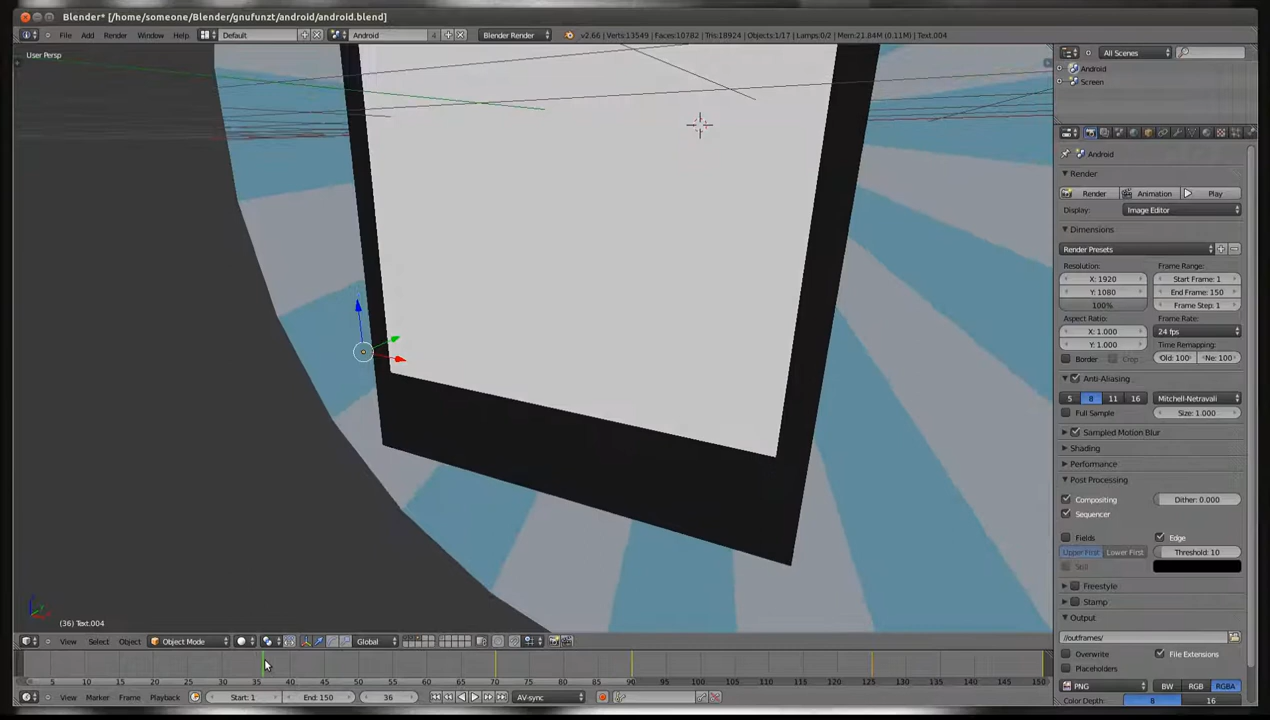 Blender* [/home/someone/Blender/gnufunzt/android/android.blend]
File Add Render Window Help Default Android 4 Blender Render v2.66 | Verts:13549 | Faces:10782 | Tris:18924 | Objects:1/17 | Lamps:0/2 | Mem:21.84M (0.11M) | Text.004
All Scenes
User Persp
Android
Screen
Android
Render
Render Animation Play
Display: Image Editor
Dimensions
Render Presets
Resolution: Frame Range:
X: 1920 Start Frame: 1
Y: 1080 End Frame: 150
100% Frame Step: 1
Aspect Ratio: Frame Rate:
X: 1.000 24 fps
Y: 1.000 Time Remapping:
Border Crop Old: 100 Ne: 100
Anti-Aliasing
5 8 11 16 Mitchell-Netravali
Full Sample Size: 1.000
Sampled Motion Blur
Shading
Performance
Post Processing
Compositing Dither: 0.000
Sequencer
Fields Edge
Upper First Lower First Threshold: 10
Still
Freestyle
Stamp
Output
//outframes/
Overwrite File Extensions
Placeholders
PNG BW RGB RGBA
Color Depth: 8 16
(36) Text.004
View Select Object Object Mode Global
5 10 15 20 25 30 35 40 45 50 55 60 65 70 75 80 85 90 95 100 105 110 115 120 125 130 135 140 145 150
View Marker Frame Playback Start: 1 End: 150 36 AV-sync